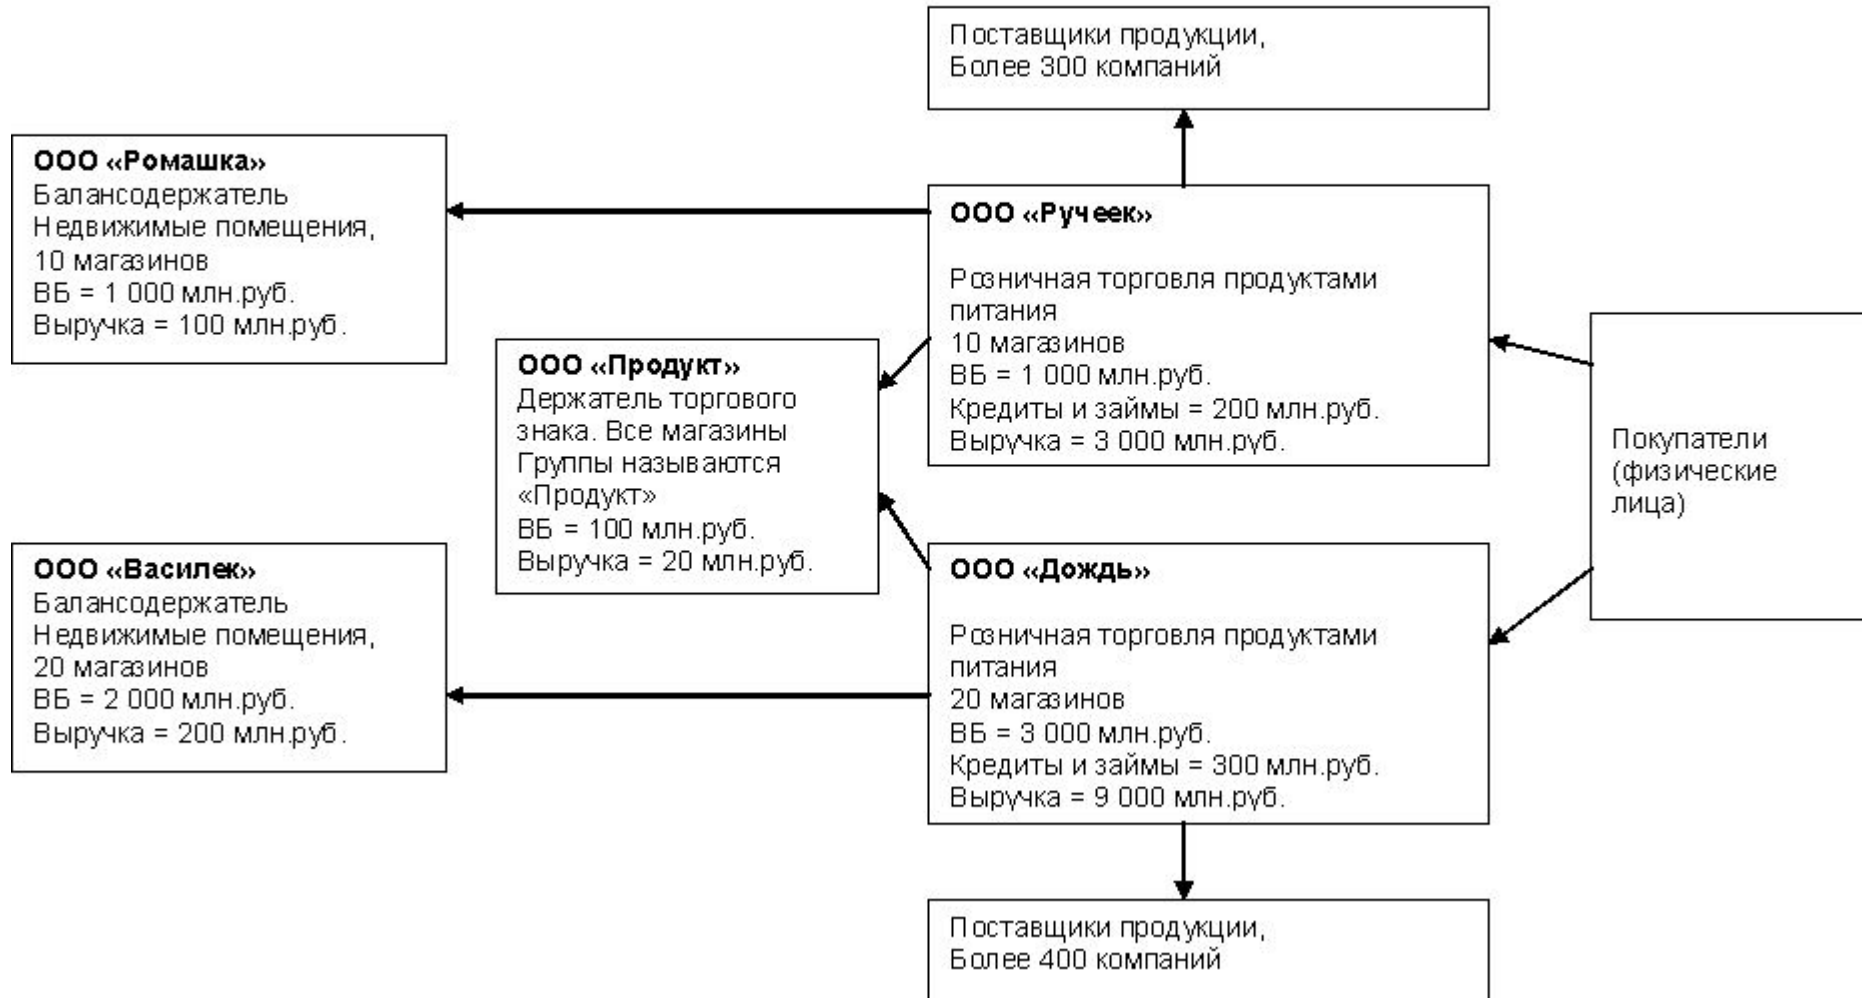 Поставщики продукции,
Более 300 компаний
ООО «Ромашка»
Балансодержатель
Недвижимые помещения,
10 магазинов
ВБ = 1 000 млн.руб.
Выручка = 100 млн.руб.
ООО «Ручеек»
Розничная торговля продуктами
питания
10 магазинов
ВБ = 1 000 млн.руб.
Кредиты и займы = 200 млн.руб.
Выручка = 3 000 млн.руб.
ООО «Продукт»
Держатель торгового
знака. Все магазины
Группы называются
«Продукт»
ВБ = 100 млн.руб.
Выручка = 20 млн.руб.
Покупатели
(физические
лица)
ООО «Василек»
Балансодержатель
Недвижимые помещения,
20 магазинов
ВБ = 2 000 млн.руб.
Выручка = 200 млн.руб.
ООО «Дождь»
Розничная торговля продуктами
питания
20 магазинов
ВБ = 3 000 млн.руб.
Кредиты и займы = 300 млн.руб.
Выручка = 9 000 млн.руб.
Поставщики продукции,
Более 400 компаний